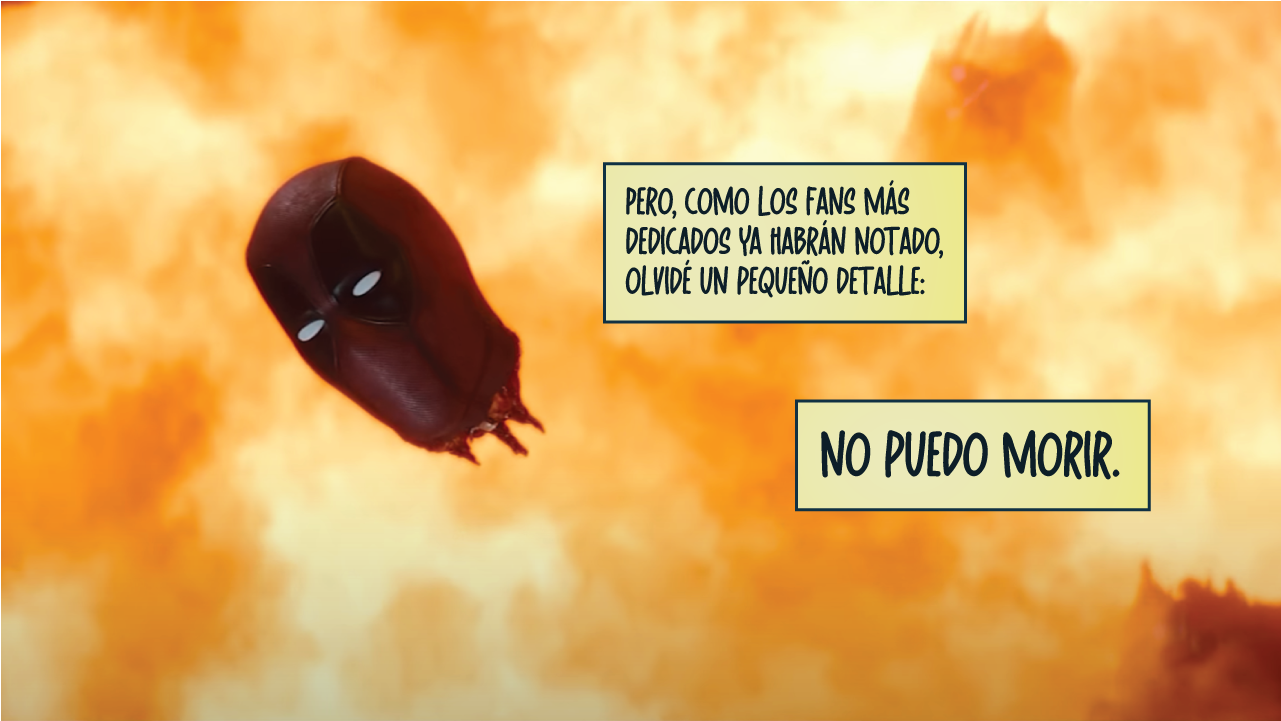 PERO, COMO LOS FANS MÁS
DEDICADOS YA HABRÁN NOTADO,
OLVIDÉ UN PEQUEÑO DETALLE:
NO PUEDO MORIR.